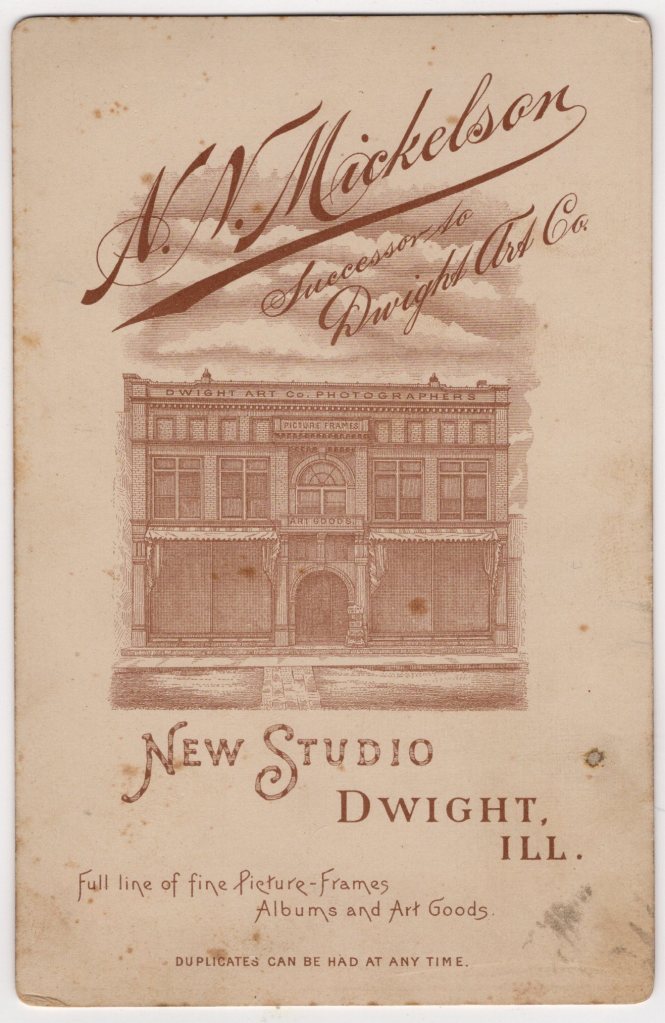 N. N. Mickelson
Successor to
Dwight Art Co.
DWIGHT ART CO. PHOTOGRAPHERS
PICTURE FRAMES
ART GOODS.
NEW STUDIO
DWIGHT,
ILL.
Full line of fine Picture-Frames
Albums and Art Goods.
DUPLICATES CAN BE HAD AT ANY TIME.